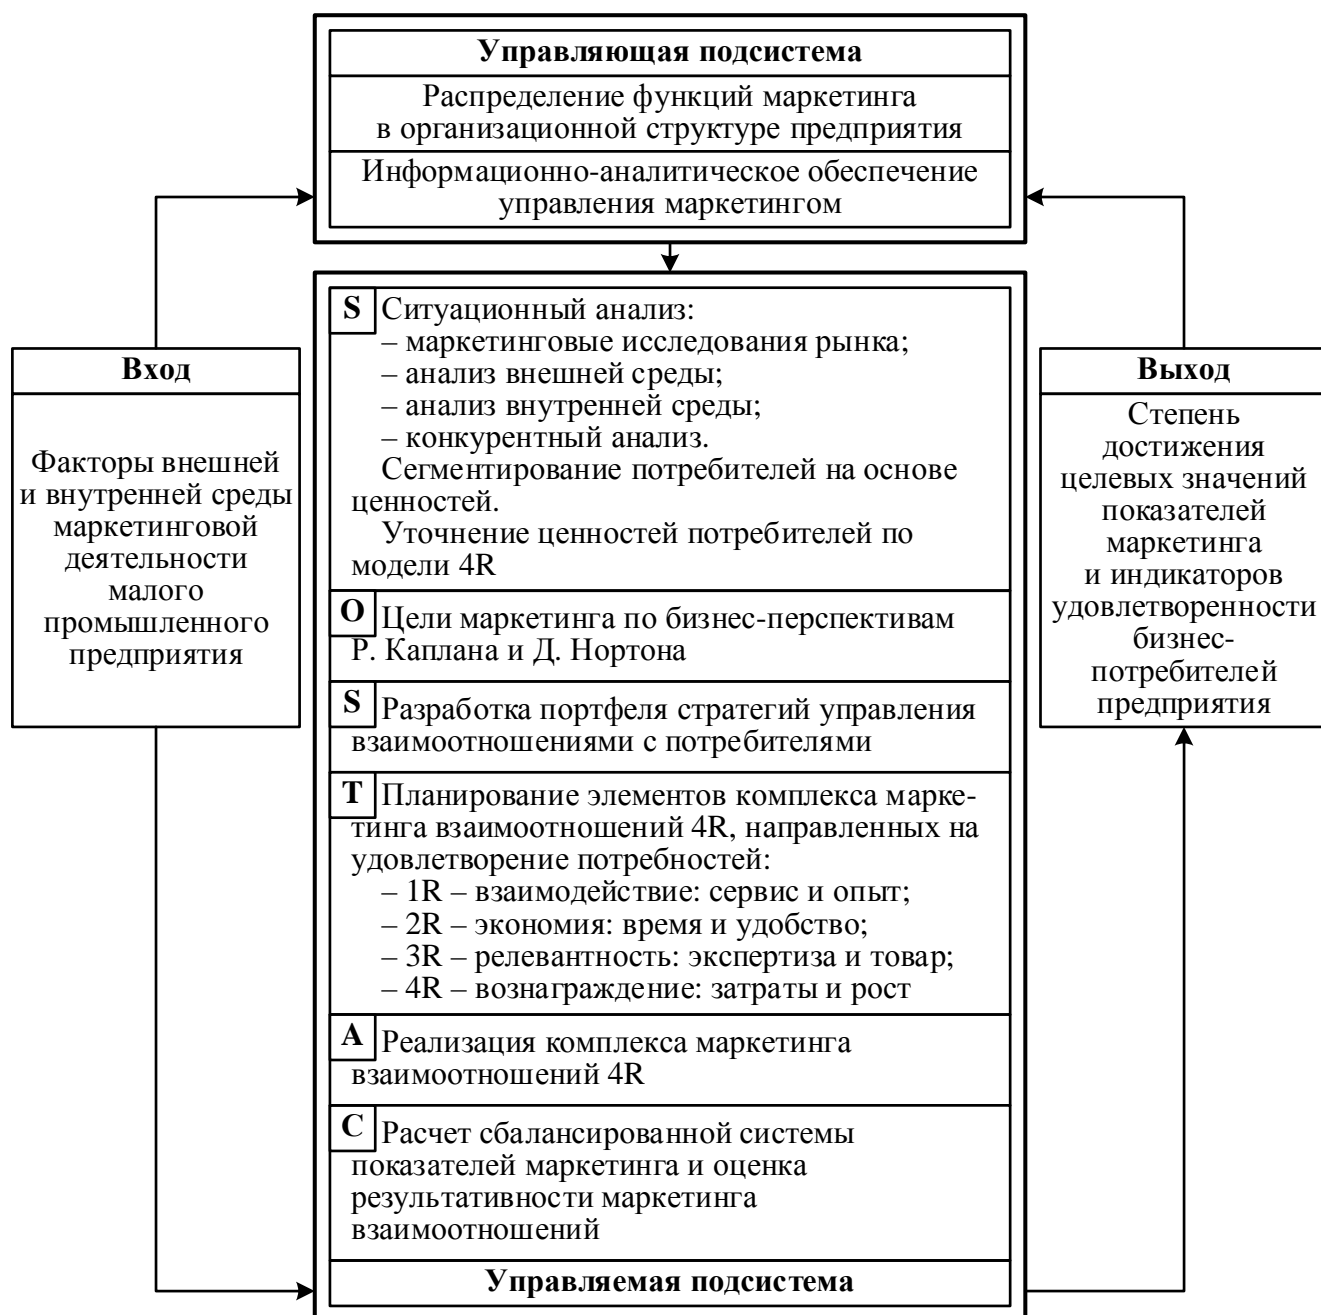 Управляющая подсистема
Распределение функций маркетинга
в организационной структуре предприятия
Информационно-аналитическое обеспечение
управления маркетингом
Вход
Факторы внешней
и внутренней среды
маркетинговой
деятельности
малого
промышленного
предприятия
S Ситуационный анализ:
– маркетинговые исследования рынка;
– анализ внешней среды;
– анализ внутренней среды;
– конкурентный анализ.
Сегментирование потребителей на основе
ценностей.
Уточнение ценностей потребителей по
модели 4R
O Цели маркетинга по бизнес-перспективам
Р. Каплана и Д. Нортона
S Разработка портфеля стратегий управления
взаимоотношениями с потребителями
T Планирование элементов комплекса марке-
тинга взаимоотношений 4R, направленных на
удовлетворение потребностей:
– 1R – взаимодействие: сервис и опыт;
– 2R – экономия: время и удобство;
– 3R – релевантность: экспертиза и товар;
– 4R – вознаграждение: затраты и рост
A Реализация комплекса маркетинга
взаимоотношений 4R
C Расчет сбалансированной системы
показателей маркетинга и оценка
результативности маркетинга
взаимоотношений
Управляемая подсистема
Выход
Степень
достижения
целевых значений
показателей
маркетинга
и индикаторов
удовлетворенности
бизнес-
потребителей
предприятия